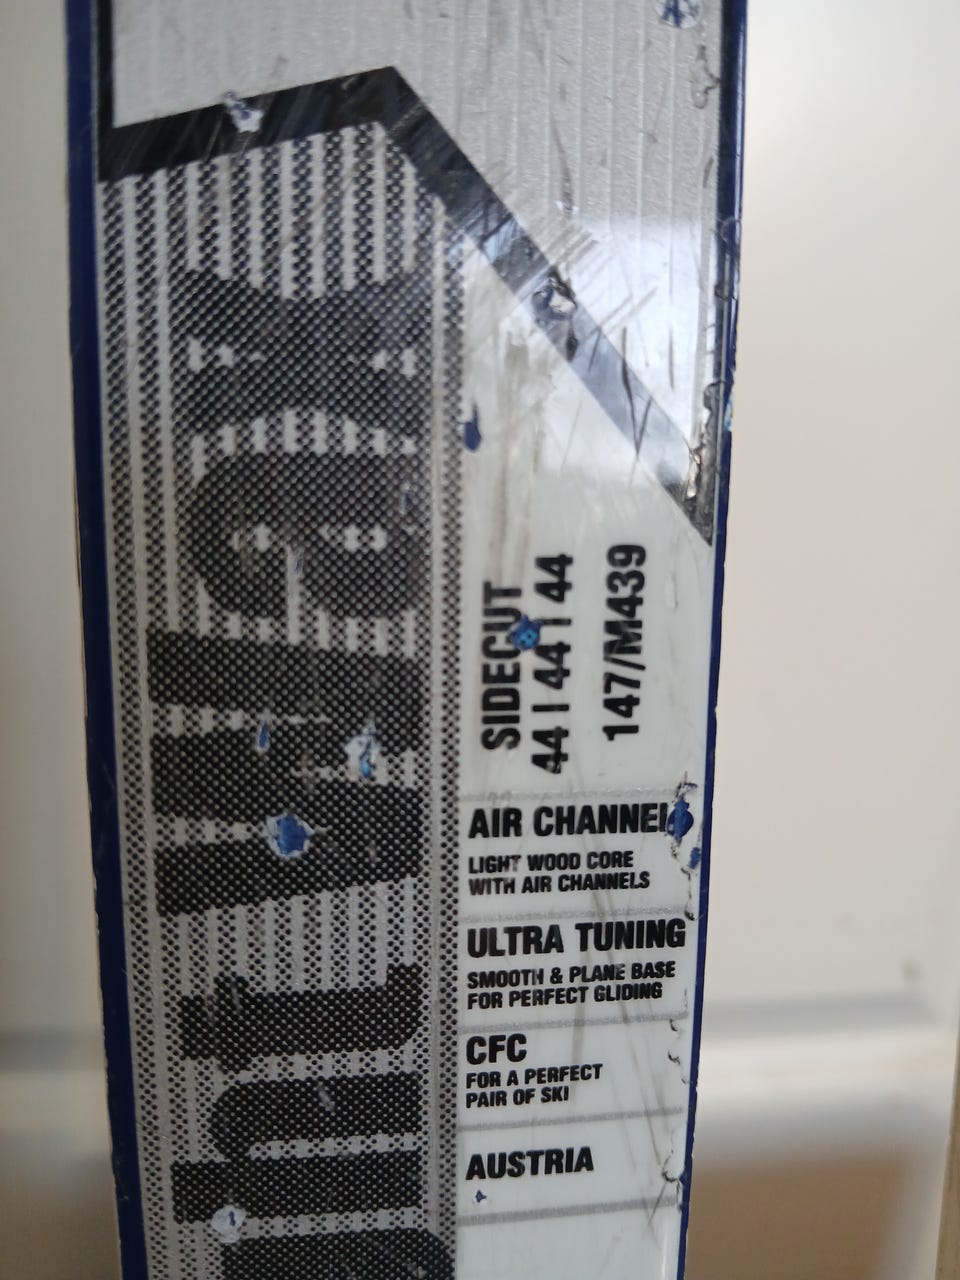 SIDECUT
44 | 44 | 44
147/M439
AIR CHANNEL
LIGHT WOOD CORE
WITH AIR CHANNELS
ULTRA TUNING
SMOOTH & PLANE BASE
FOR PERFECT GLIDING
CFC
FOR A PERFECT
PAIR OF SKI
AUSTRIA